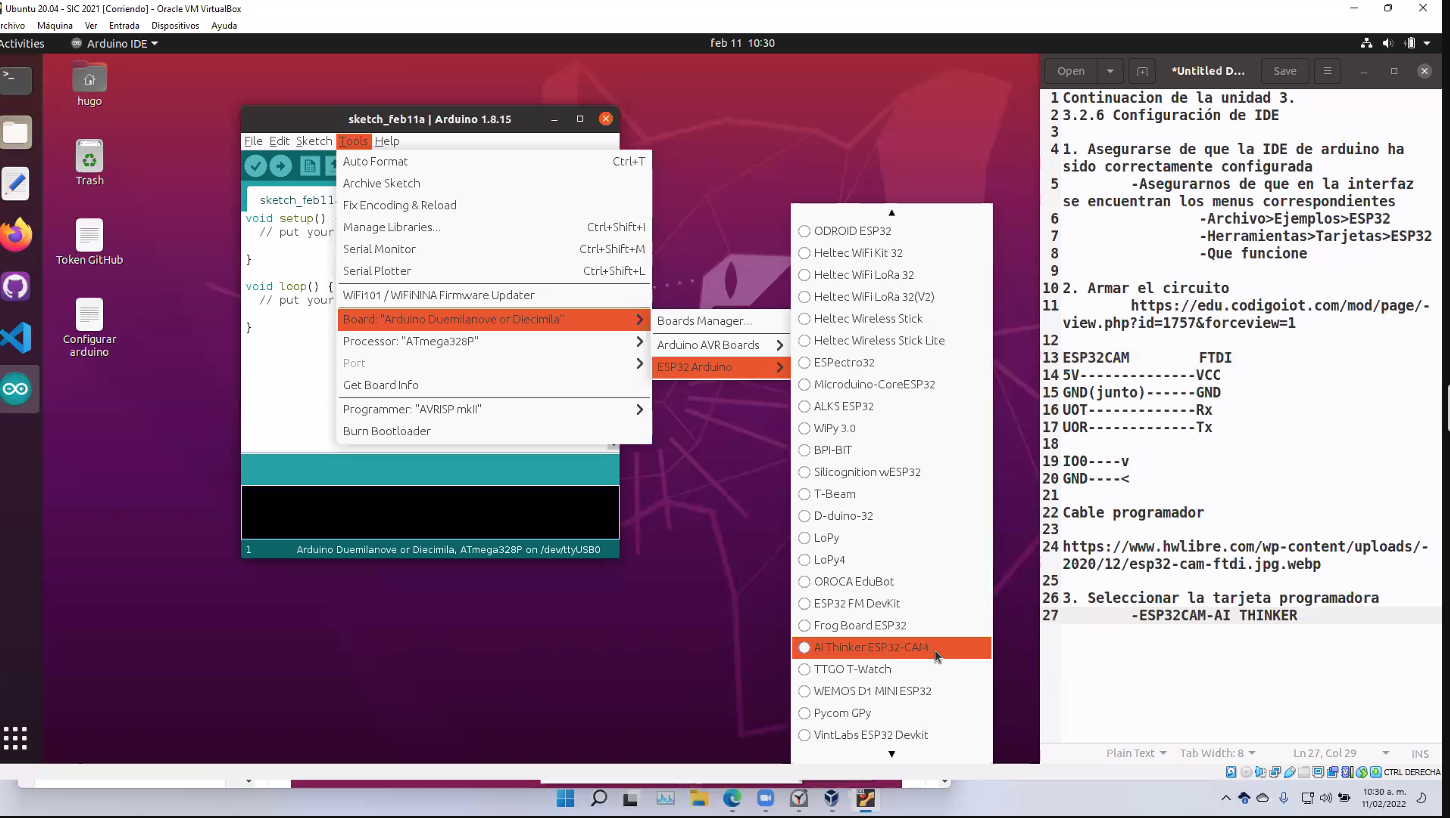 Ubuntu 20.04 - SIC 2021 [Corriendo] - Oracle VM VirtualBox
rchivo Máquina Ver Entrada Dispositivos Ayuda
Activities Arduino IDE feb 11 10:30
hugo
Trash
Token GitHub
Configurar
arduino
sketch_feb11a | Arduino 1.8.15
File Edit Sketch Tools Help
sketch_feb11
void setup()
// put your
}
void loop() {
// put your
}
1 Arduino Duemilanove or Diecimila, ATmega328P on /dev/ttyUSB0
Auto Format Ctrl+T
Archive Sketch
Fix Encoding & Reload
Manage Libraries... Ctrl+Shift+I
Serial Monitor Ctrl+Shift+M
Serial Plotter Ctrl+Shift+L
WiFi101 / WiFiNINA Firmware Updater
Board: "Arduino Duemilanove or Diecimila"
Processor: "ATmega328P"
Port
Get Board Info
Programmer: "AVRISP mkII"
Burn Bootloader
Boards Manager...
Arduino AVR Boards
ESP32 Arduino
ODROID ESP32
Heltec WiFi Kit 32
Heltec WiFi LoRa 32
Heltec WiFi LoRa 32(V2)
Heltec Wireless Stick
Heltec Wireless Stick Lite
ESPectro32
Microduino-CoreESP32
ALKS ESP32
WiPy 3.0
BPI-BIT
Silicognition wESP32
T-Beam
D-duino-32
LoPy
LoPy4
OROCA EduBot
ESP32 FM DevKit
Frog Board ESP32
AI Thinker ESP32-CAM
TTGO T-Watch
WEMOS D1 MINI ESP32
Pycom GPy
VintLabs ESP32 Devkit
Open *Untitled D... Save
1 Continuacion de la unidad 3.
2 3.2.6 Configuración de IDE
3
4 1. Asegurarse de que la IDE de arduino ha
sido correctamente configurada
5 -Asegurarnos de que en la interfaz
se encuentran los menus correspondientes
6 -Archivo>Ejemplos>ESP32
7 -Herramientas>Tarjetas>ESP32
8 -Que funcione
9
10 2. Armar el circuito
11 https://edu.codigoiot.com/mod/page/-
view.php?id=1757&forceview=1
12
13 ESP32CAM FTDI
14 5V-------------VCC
15 GND(junto)------GND
16 UOT-------------Rx
17 UOR-------------Tx
18
19 IO0----v
20 GND----<
21
22 Cable programador
23
24 https://www.hwlibre.com/wp-content/uploads/-
2020/12/esp32-cam-ftdi.jpg.webp
25
26 3. Seleccionar la tarjeta programadora
27 -ESP32CAM-AI THINKER
Plain Text Tab Width: 8 Ln 27, Col 29 INS
CTRL DERECHA
10:30 a. m.
11/02/2022